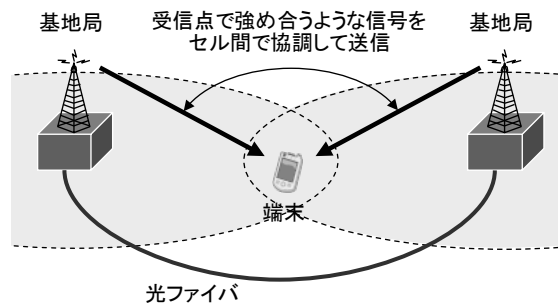 基地局
受信点で強め合うような信号を
セル間で協調して送信
基地局
端末
光ファイバ